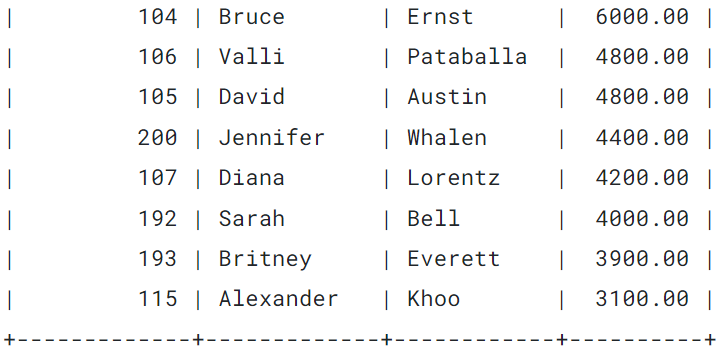 |         104 | Bruce       | Ernst      |  6000.00 |
|         106 | Valli       | Pataballa  |  4800.00 |
|         105 | David       | Austin     |  4800.00 |
|         200 | Jennifer    | Whalen     |  4400.00 |
|         107 | Diana       | Lorentz    |  4200.00 |
|         192 | Sarah       | Bell       |  4000.00 |
|         193 | Britney     | Everett    |  3900.00 |
|         115 | Alexander   | Khoo       |  3100.00 |
+-------------+-------------+------------+----------+